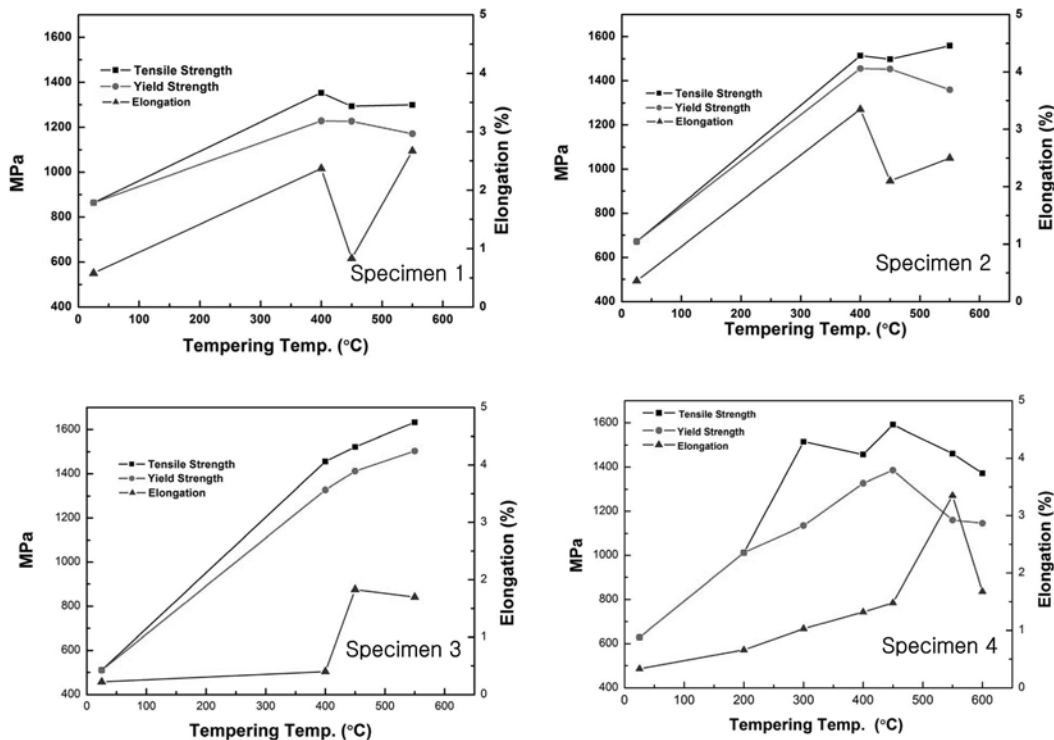 1600
1400
1200
1000
800
600
400
MPa
5
4
3
2
1
0
Elongation (%)
Tensile Strength
Yield Strength
Elongation
Specimen 1
0 100 200 300 400 500 600
Tempering Temp. (°C)
1600
1400
1200
1000
800
600
400
MPa
5
4
3
2
1
0
Elongation (%)
Tensile Strength
Yield Strength
Elongation
Specimen 2
0 100 200 300 400 500 600
Tempering Temp. (°C)
1600
1400
1200
1000
800
600
400
MPa
5
4
3
2
1
0
Elongation (%)
Tensile Strength
Yield Strength
Elongation
Specimen 3
0 100 200 300 400 500 600
Tempering Temp. (°C)
1600
1400
1200
1000
800
600
400
MPa
5
4
3
2
1
0
Elongation (%)
Tensile Strength
Yield Strength
Elongation
Specimen 4
0 100 200 300 400 500 600
Tempering Temp. (°C)